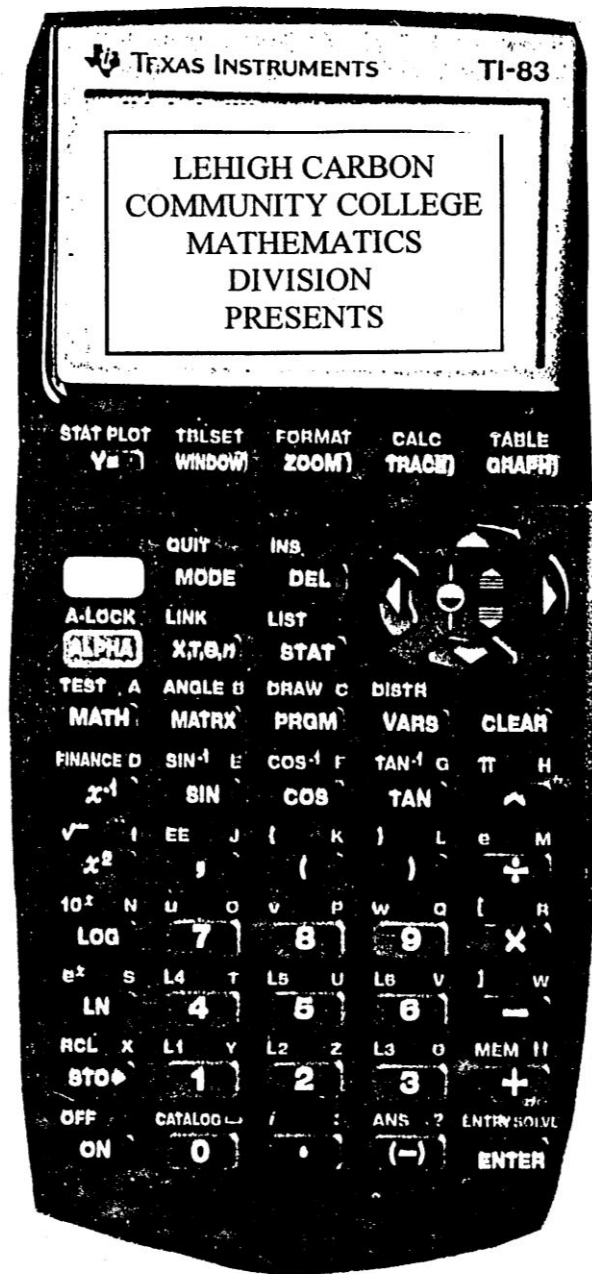 TEXAS INSTRUMENTS TI-83
LEHIGH CARBON
COMMUNITY COLLEGE
MATHEMATICS
DIVISION
PRESENTS
STAT PLOT TBLSET FORMAT CALC TABLE
Y= WINDOW ZOOM TRACE GRAPH
QUIT INS
MODE DEL
A-LOCK LINK LIST
ALPHA X,T,θ,n STAT
TEST A ANGLE B DRAW C DISTR
MATH MATRX PRGM VARS CLEAR
FINANCE D SIN⁻¹ E COS⁻¹ F TAN⁻¹ G π H
x⁻¹ SIN COS TAN ^
√ I EE J { K } L e M
x² , ( ) ÷
10ˣ N u O v P w Q [ R
LOG 7 8 9 ×
eˣ S L4 T L5 U L6 V ] W
LN 4 5 6 −
RCL X L1 Y L2 Z L3 θ MEM "
STO▶ 1 2 3 +
OFF CATALOG ⎵ i : ANS ? ENTRY SOLVE
ON 0 . (−) ENTER